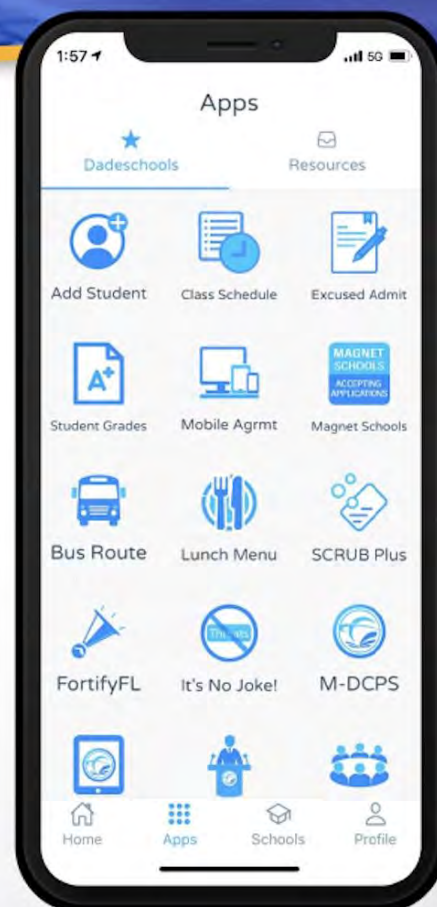 1:57
5G
Apps
Dadeschools
Resources
Add Student
Class Schedule
Excused Admit
A+
Student Grades
Mobile Agrmt
MAGNET
SCHOOLS
ACCEPTING
APPLICATIONS
Magnet Schools
Bus Route
Lunch Menu
SCRUB Plus
Threats
FortifyFL
It's No Joke!
M-DCPS
Home
Apps
Schools
Profile